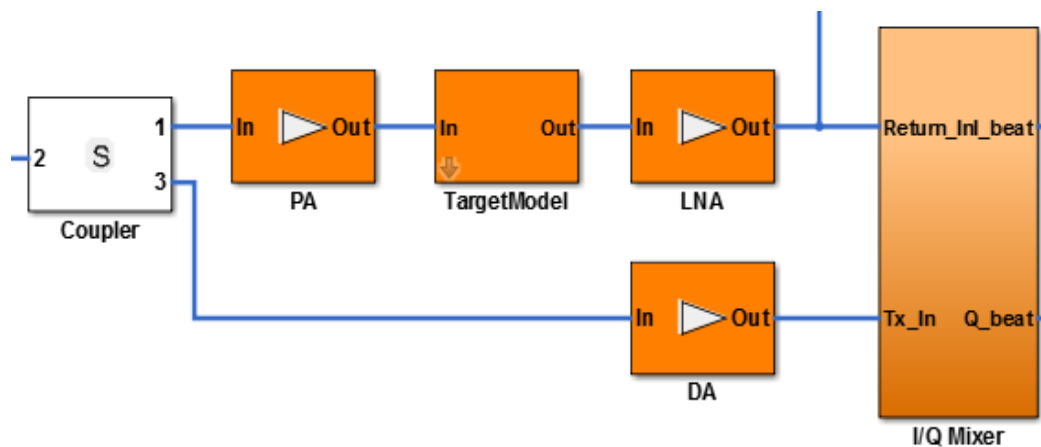 1
2
S
3
Coupler
In Out
PA
In Out
TargetModel
In Out
LNA
Return_InI_beat
In Out
DA
Tx_In Q_beat
I/Q Mixer